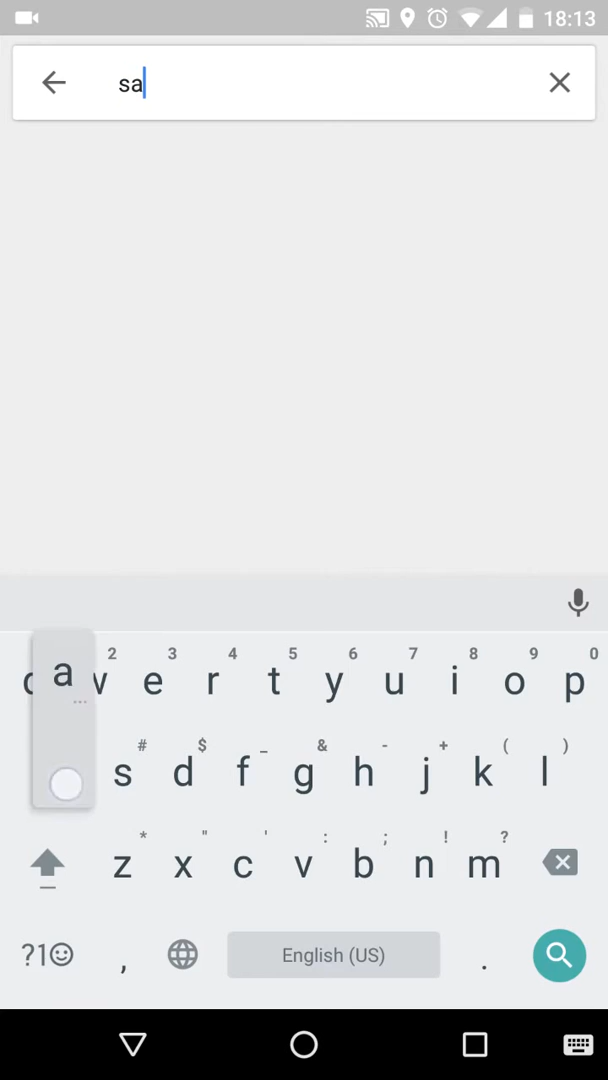 18:13
sa
a
...
2 3 4 5 6 7 8 9 0
w e r t y u i o p
# $ _ & - + ( )
s d f g h j k l
* " ' : ; ! ?
z x c v b n m
?1☺ , English (US) .